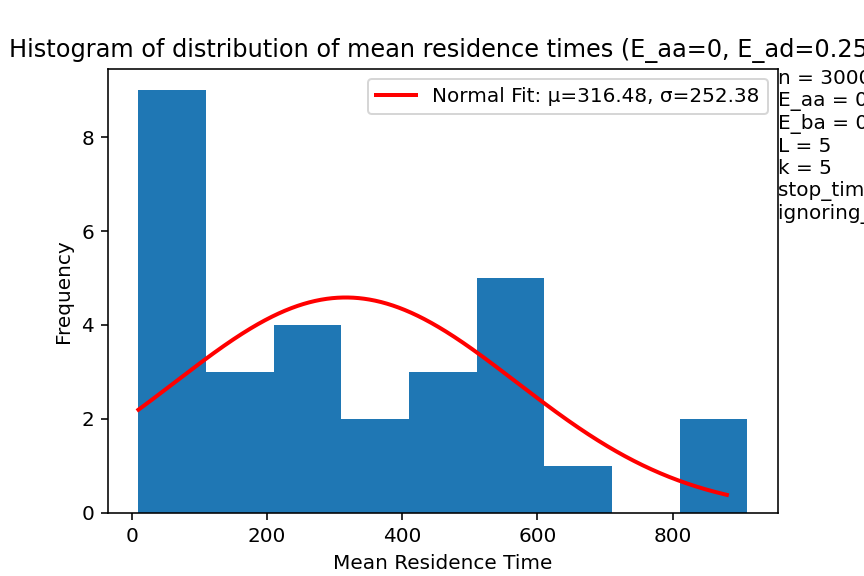 Histogram of distribution of mean residence times (E_aa=0, E_ad=0.25
n = 3000
E_aa = 0
E_ba = 0
L = 5
k = 5
stop_tim
ignoring_
Normal Fit: μ=316.48, σ=252.38
Frequency
8
6
4
2
0
0 200 400 600 800
Mean Residence Time